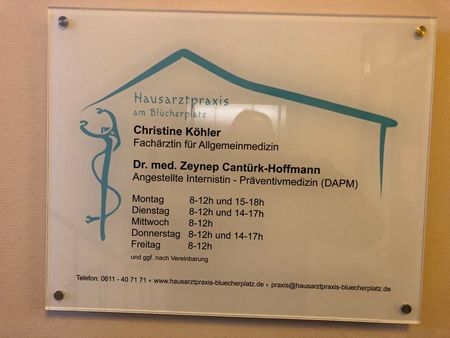 Hausarztpraxis
am Blücherplatz
Christine Köhler
Fachärztin für Allgemeinmedizin
Dr. med. Zeynep Cantürk-Hoffmann
Angestellte Internistin - Präventivmedizin (DAPM)
Montag 8-12h und 15-18h
Dienstag 8-12h und 14-17h
Mittwoch 8-12h
Donnerstag 8-12h und 14-17h
Freitag 8-12h
und ggf. nach Vereinbarung
Telefon: 0611 - 40 71 71 • www.hausarztpraxis-bluecherplatz.de • praxis@hausarztpraxis-bluecherplatz.de